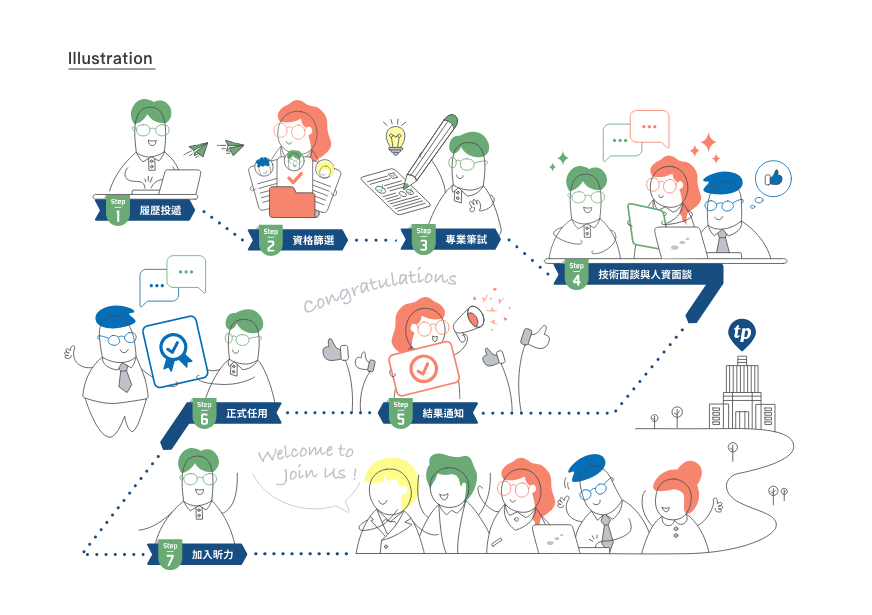 Illustration
Step
1
履歷投遞
Step
2
資格篩選
Step
3
專業筆試
Step
4
技術面談與人資面談
Congratulations
tp
Step
6
正式任用
Step
5
結果通知
Welcome to
Join Us !
Step
7
加入昕力